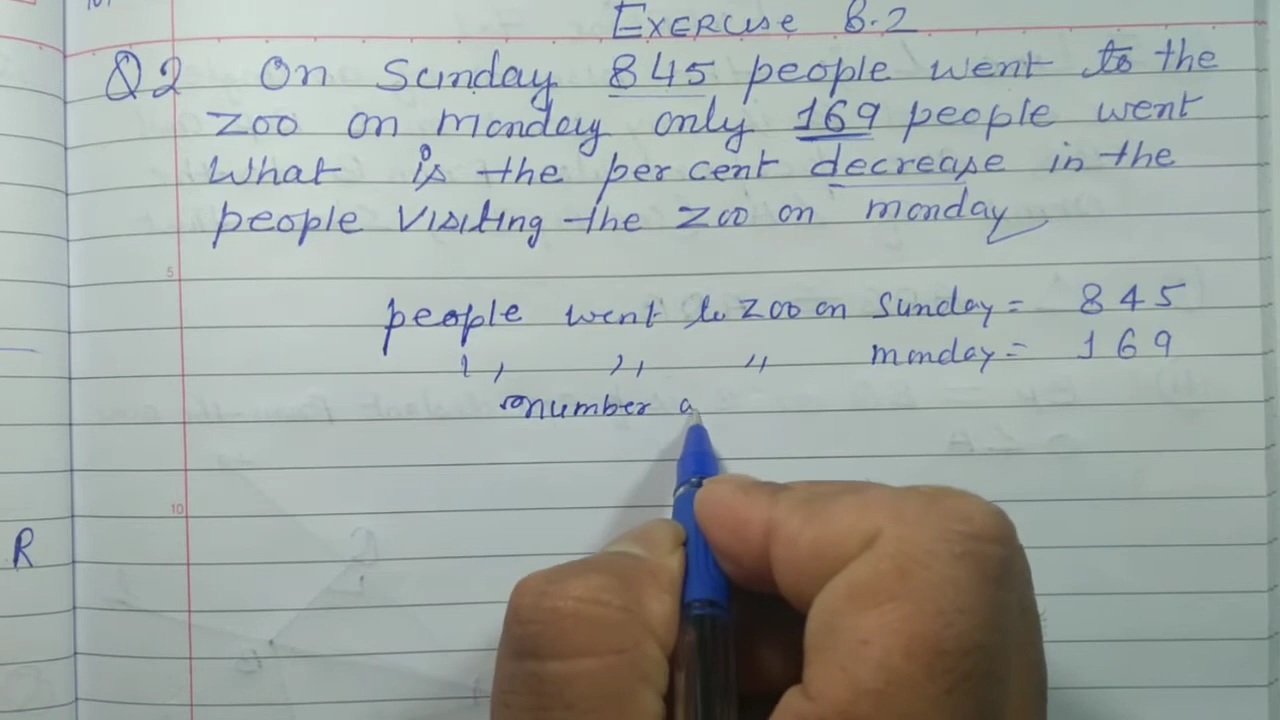 Exercise 8.2
Q2 On Sunday 845 people went to the
zoo on monday only 169 people went
What is the per cent decrease in the
people visiting the zoo on monday
5
people went to zoo on Sunday = 845
,, ,, ,, monday = 169
number
10
R